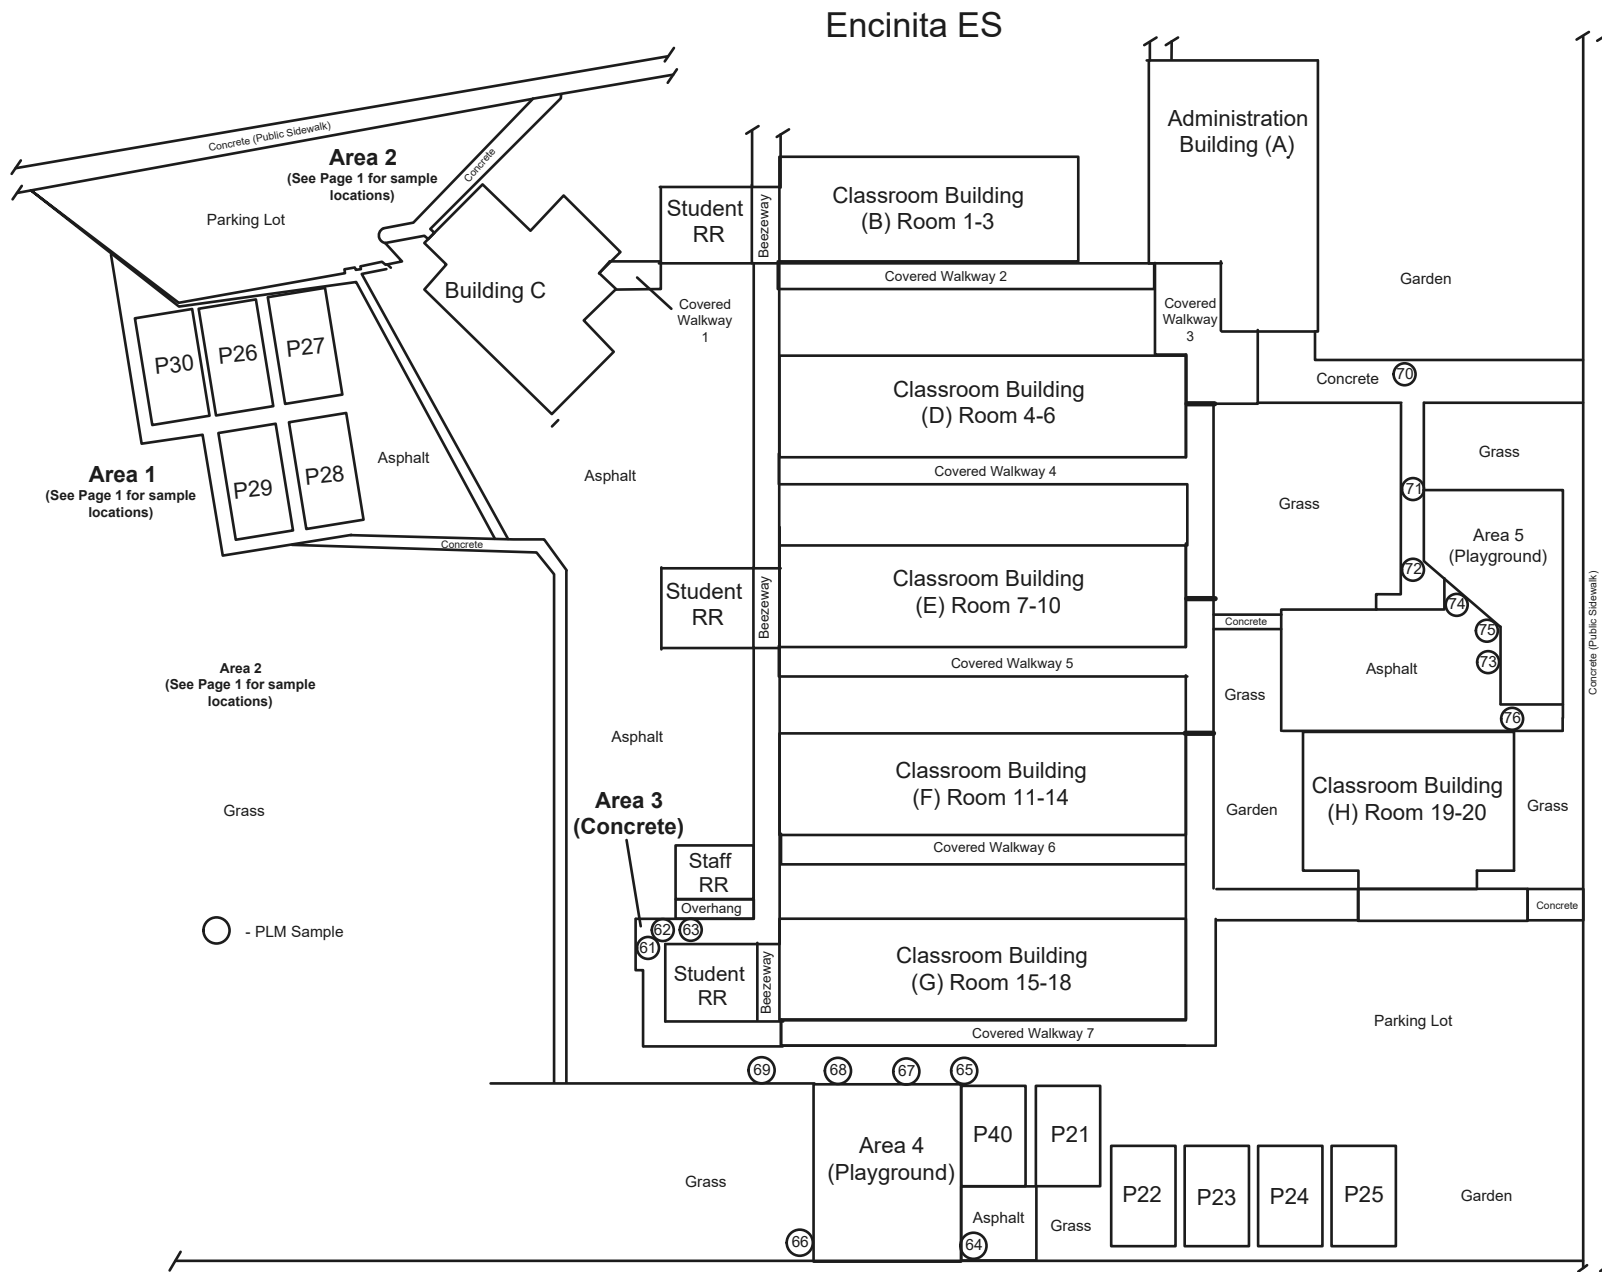 Encinita ES
Concrete (Public Sidewalk)
Area 2
(See Page 1 for sample
locations)
Concrete
Parking Lot
Building C
Student
RR
Beezeway
Classroom Building
(B) Room 1-3
Administration
Building (A)
Covered Walkway 2
Covered
Walkway
1
Covered
Walkway
3
Garden
P30
P26
P27
P29
P28
Asphalt
Area 1
(See Page 1 for sample
locations)
Concrete
Asphalt
Classroom Building
(D) Room 4-6
Concrete
70
Covered Walkway 4
Grass
Grass
71
Area 5
(Playground)
72
74
75
73
76
Student
RR
Beezeway
Classroom Building
(E) Room 7-10
Concrete
Concrete (Public Sidewalk)
Area 2
(See Page 1 for sample
locations)
Covered Walkway 5
Asphalt
Grass
Asphalt
Classroom Building
(F) Room 11-14
Classroom Building
(H) Room 19-20
Grass
Garden
Grass
Area 3
(Concrete)
Covered Walkway 6
Staff
RR
Overhang
Concrete
- PLM Sample
62
63
61
Student
RR
Beezeway
Classroom Building
(G) Room 15-18
Covered Walkway 7
Parking Lot
69
68
67
65
Area 4
(Playground)
P40
P21
P22
P23
P24
P25
Grass
Asphalt
Grass
Garden
66
64